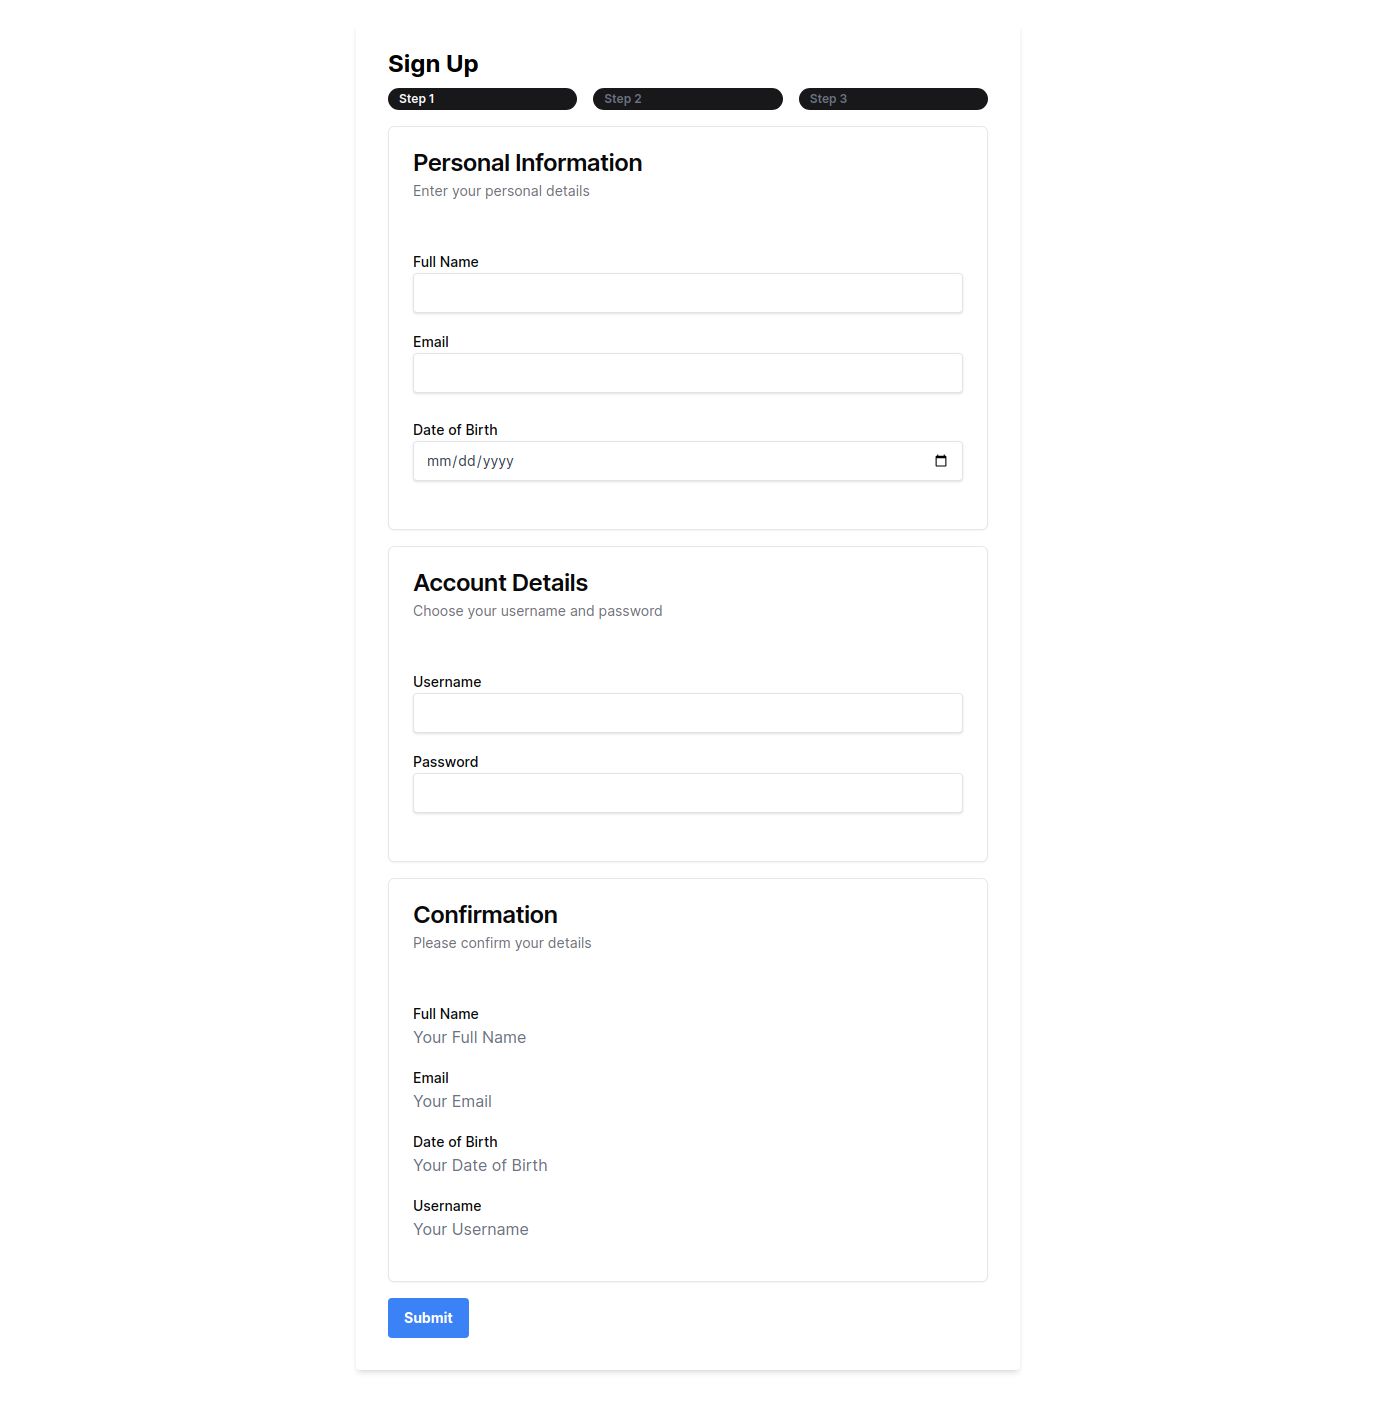 Sign Up
Step 1 Step 2 Step 3
Personal Information
Enter your personal details
Full Name
Email
Date of Birth
mm/dd/yyyy
Account Details
Choose your username and password
Username
Password
Confirmation
Please confirm your details
Full Name
Your Full Name
Email
Your Email
Date of Birth
Your Date of Birth
Username
Your Username
Submit